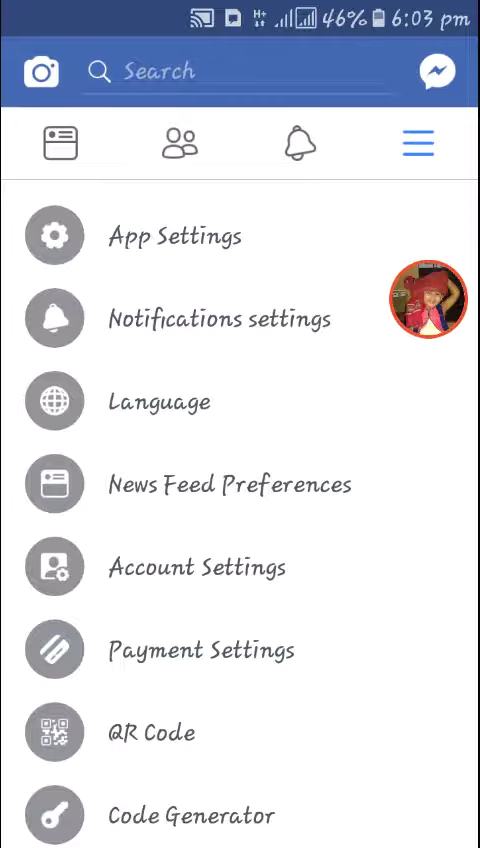 H+ 46% 6:03 pm
Search
App Settings
Notifications settings
Language
News Feed Preferences
Account Settings
Payment Settings
QR Code
Code Generator